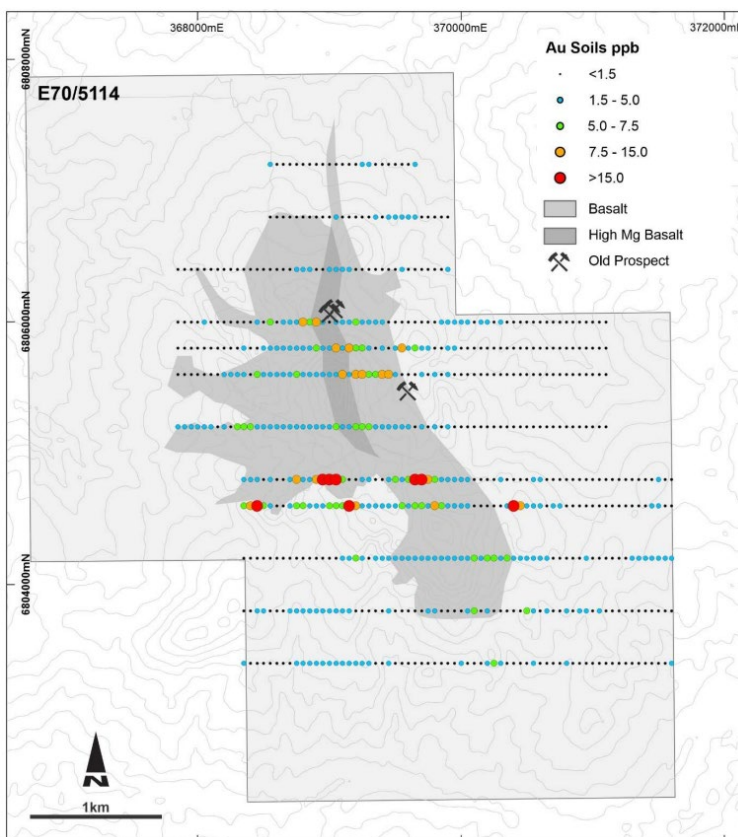 368000mE
370000mE
372000mE
6808000mN
E70/5114
Au Soils ppb
<1.5
1.5 - 5.0
5.0 - 7.5
7.5 - 15.0
>15.0
Basalt
High Mg Basalt
Old Prospect
6806000mN
6804000mN
N
1km